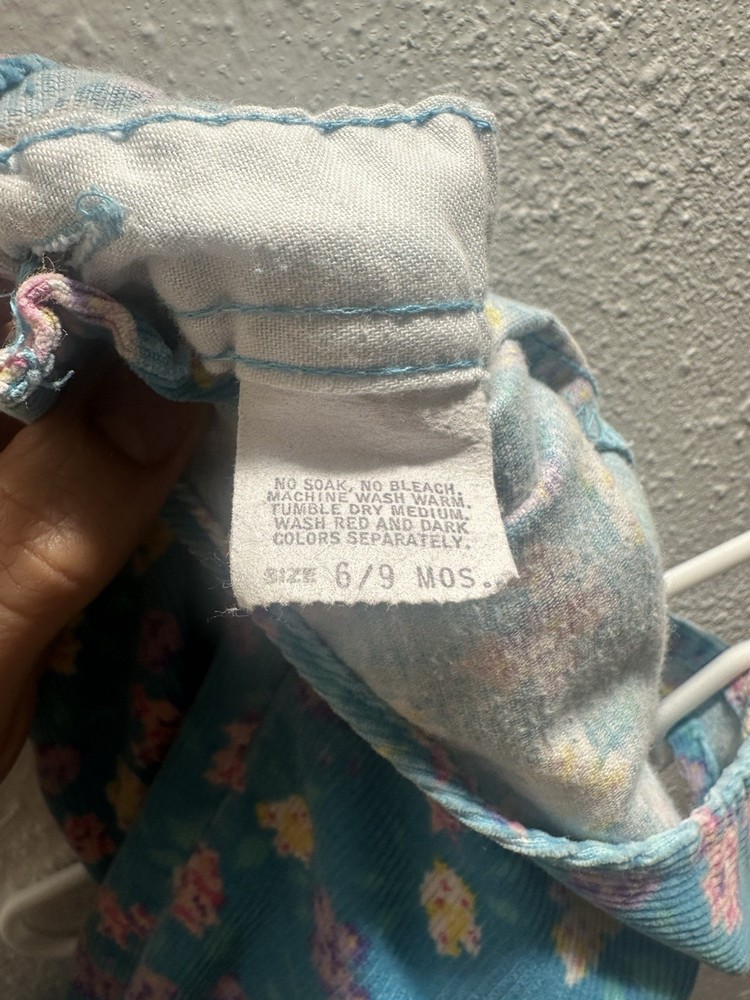 NO SOAK, NO BLEACH.
MACHINE WASH WARM.
TUMBLE DRY MEDIUM.
WASH RED AND DARK
COLORS SEPARATELY.
SIZE 6/9 MOS.